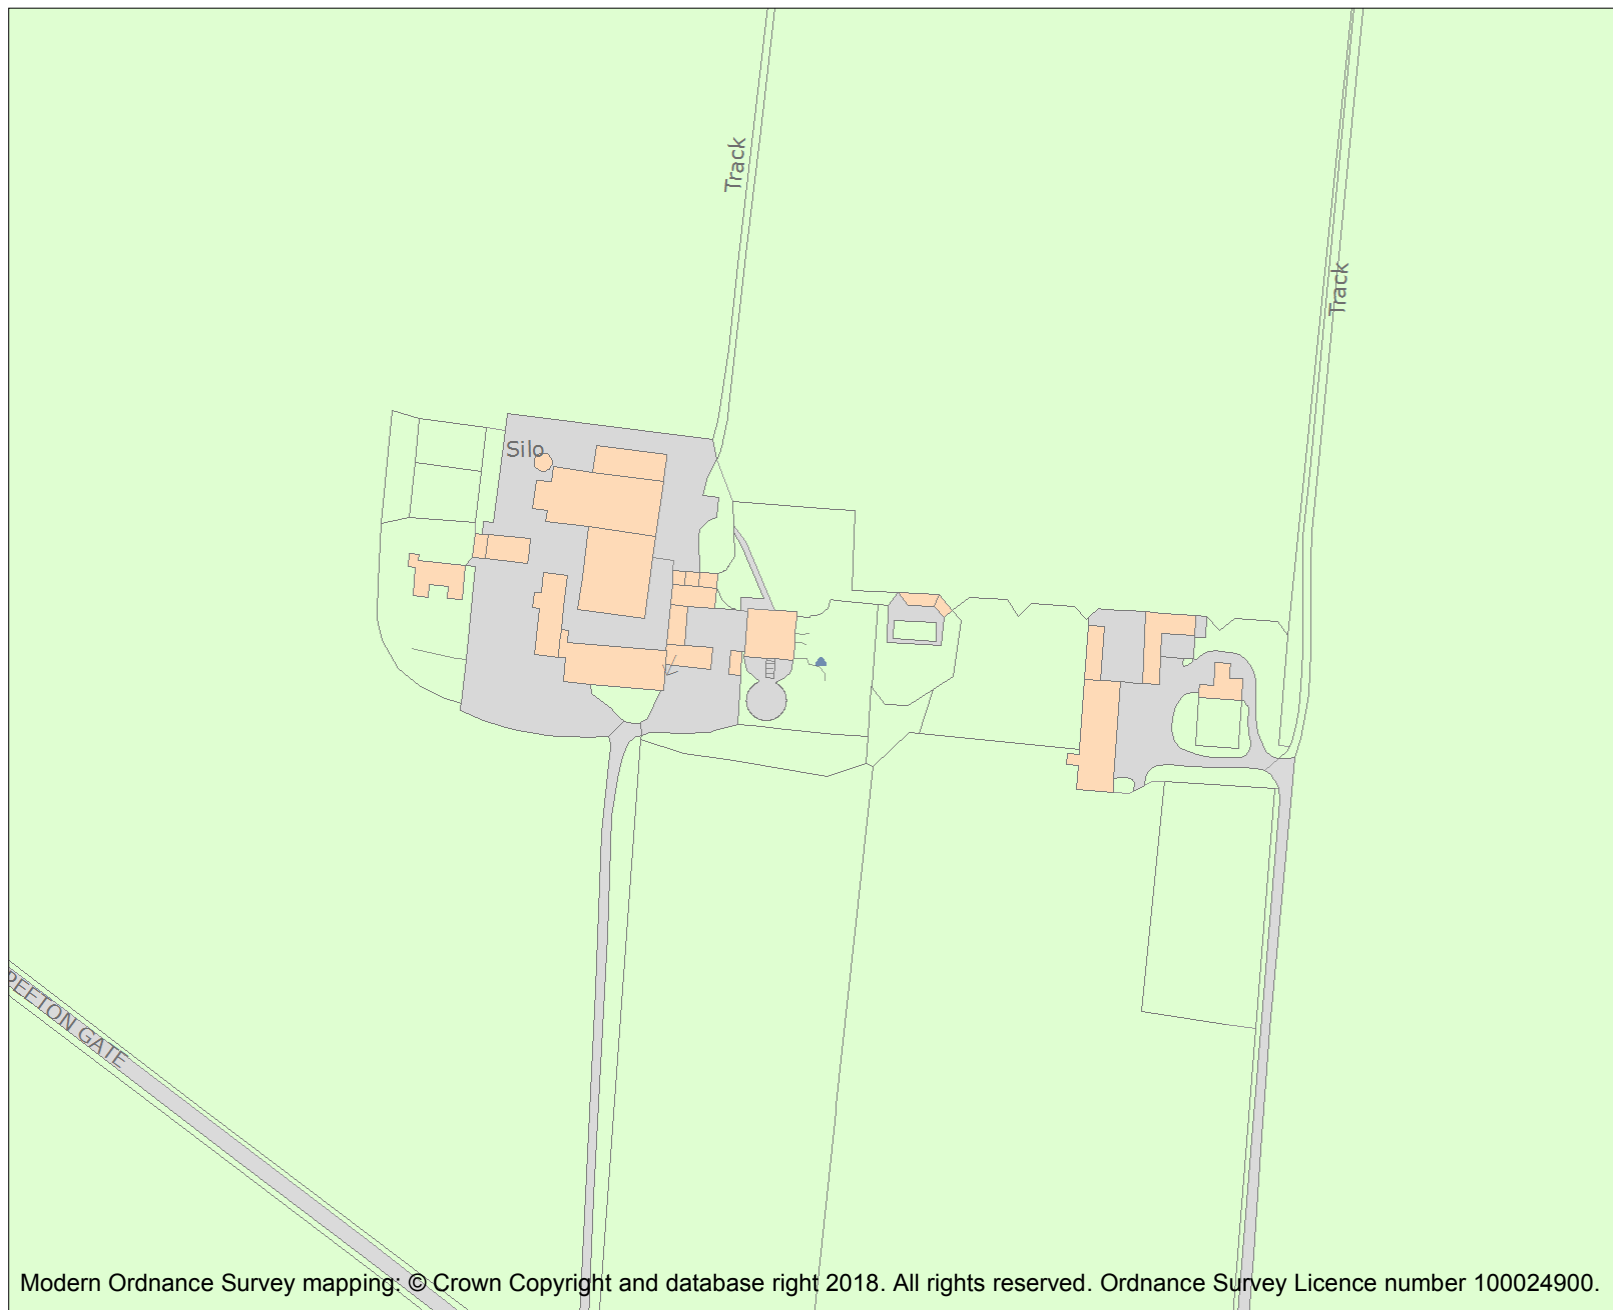 Track
Track
Silo
REETON GATE
Modern Ordnance Survey mapping: © Crown Copyright and database right 2018. All rights reserved. Ordnance Survey Licence number 100024900.